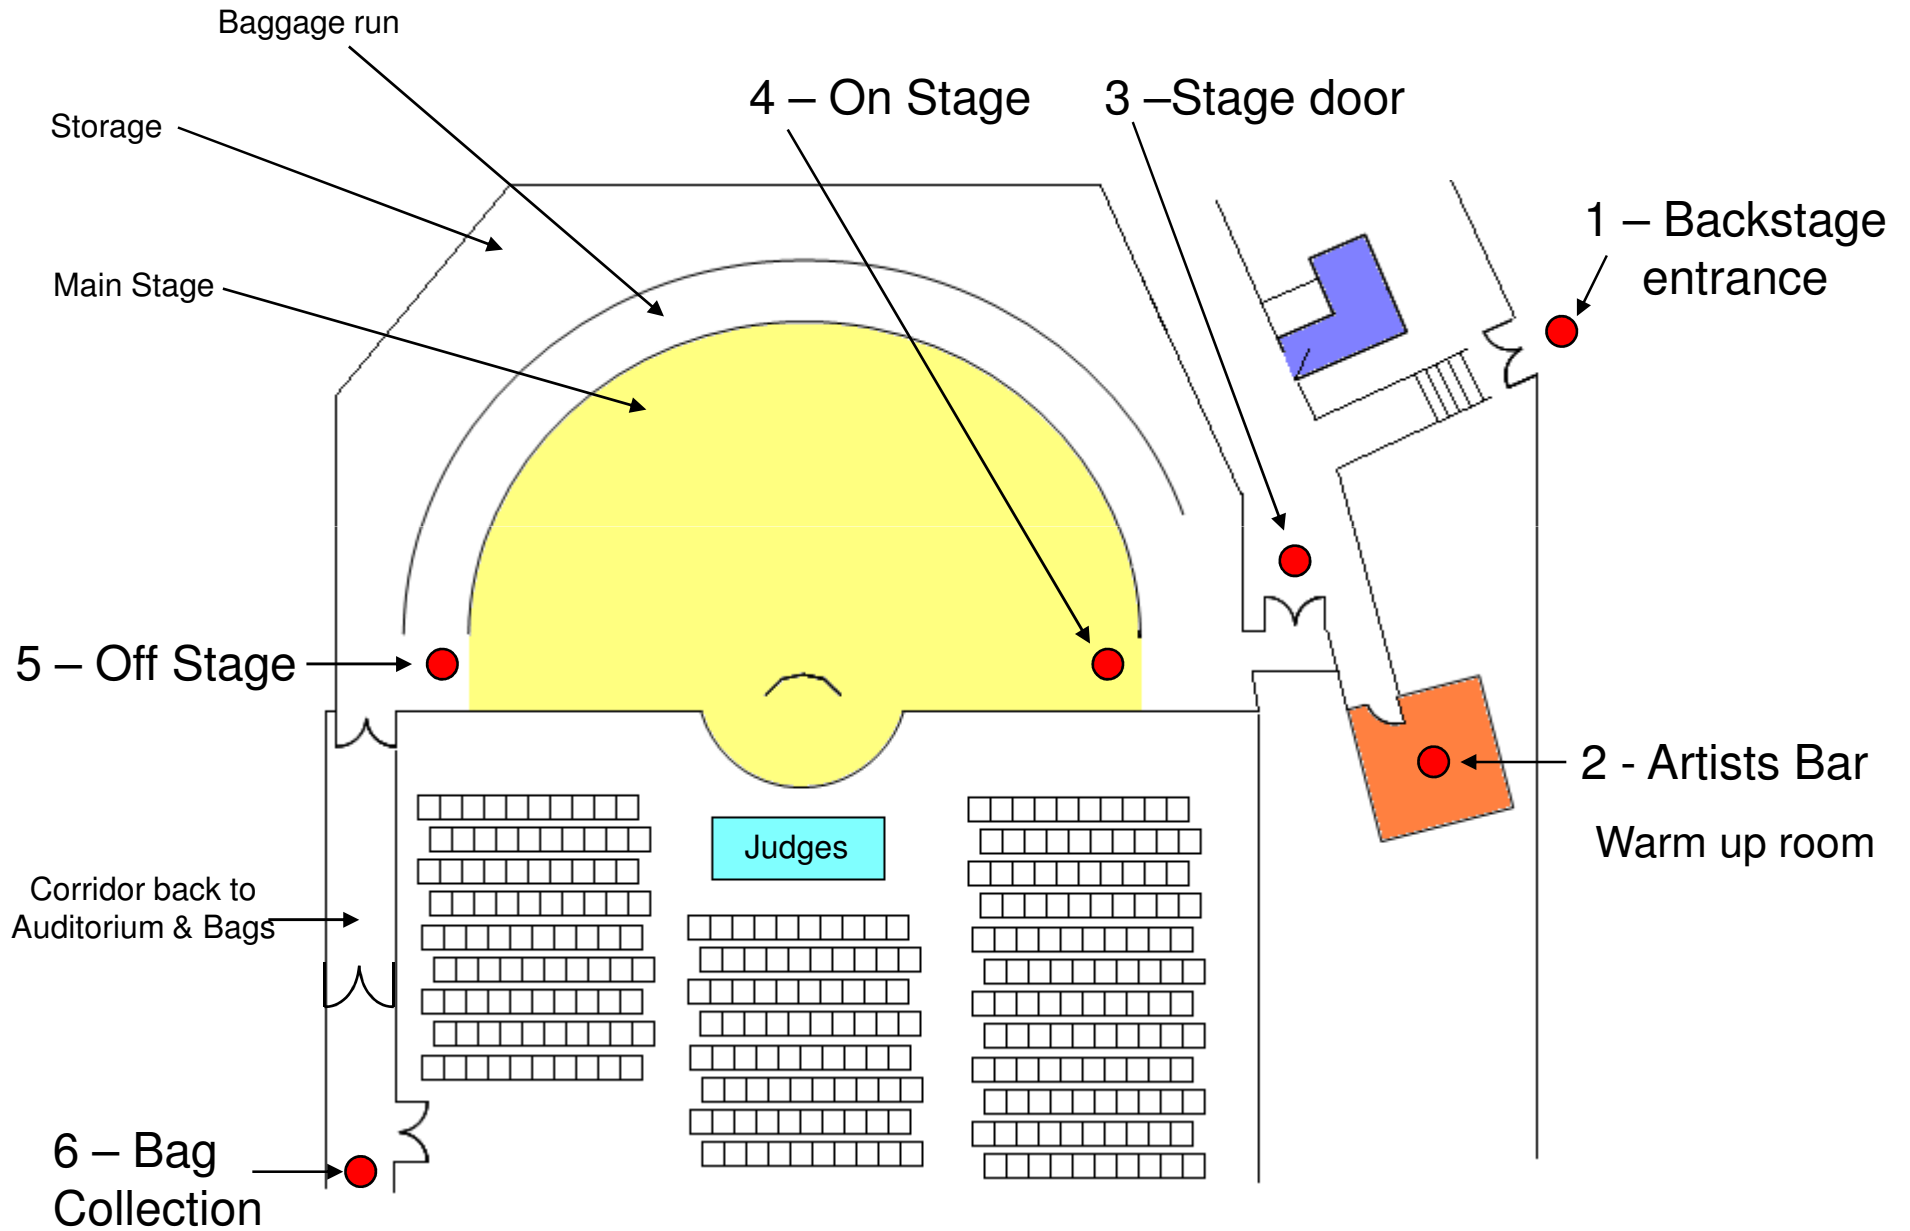 Baggage run
Storage
4 – On Stage
3 –Stage door
1 – Backstage
entrance
Main Stage
5 – Off Stage
2 - Artists Bar
Warm up room
Judges
Corridor back to
Auditorium & Bags
6 – Bag
Collection